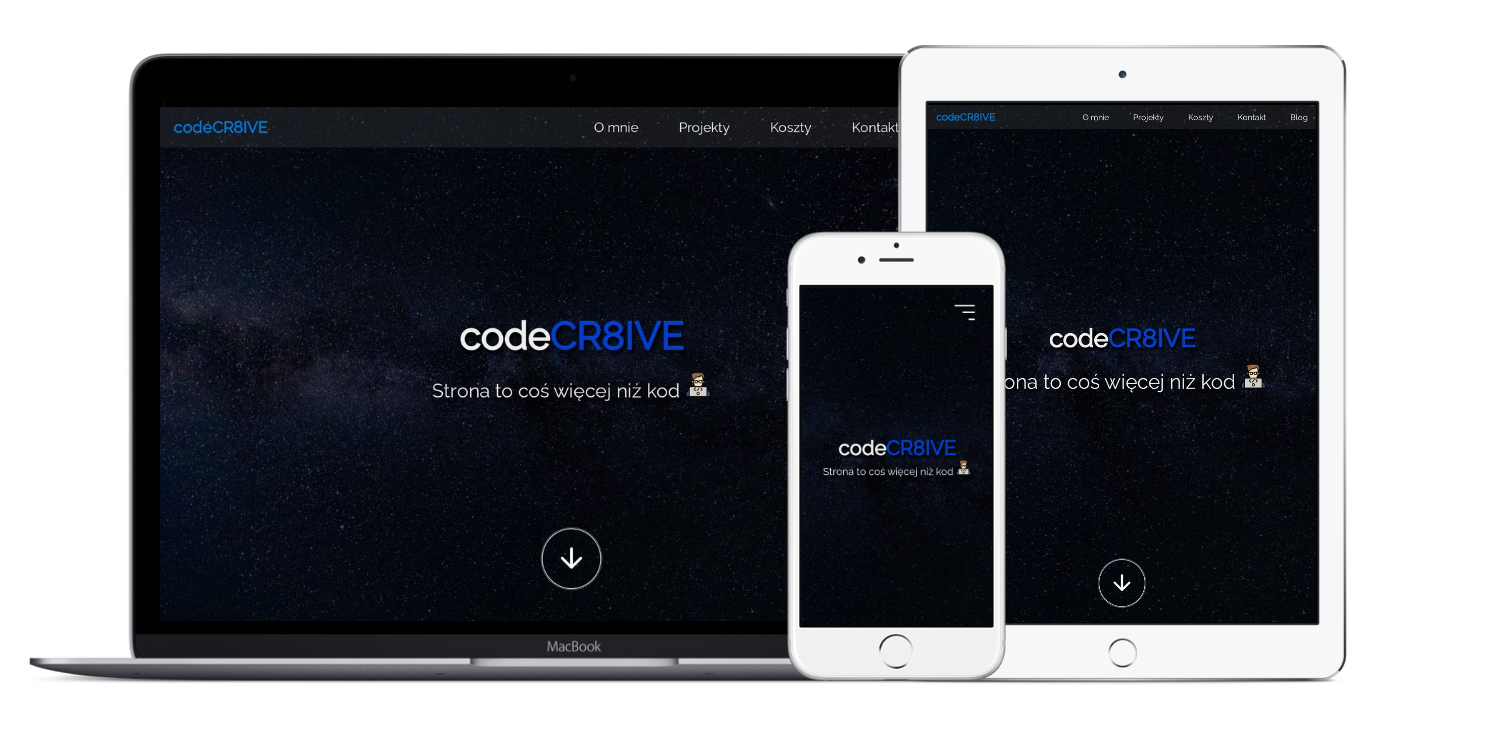 codeCR8IVE
O mnie Projekty Koszty Kontakt
codeCR8IVE
Strona to coś więcej niż kod
MacBook
codeCR8IVE
O mnie Projekty Koszty Kontakt Blog
codeCR8IVE
ona to coś więcej niż kod
codeCR8IVE
Strona to coś więcej niż kod